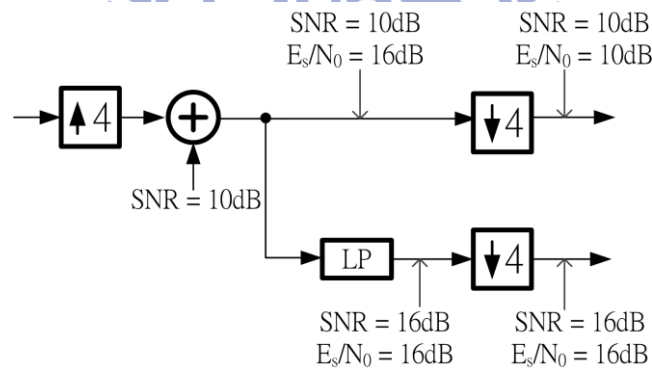 SNR = 10dB
Es/N0 = 16dB
SNR = 10dB
Es/N0 = 10dB
4
+
4
SNR = 10dB
LP
4
SNR = 16dB
Es/N0 = 16dB
SNR = 16dB
Es/N0 = 16dB